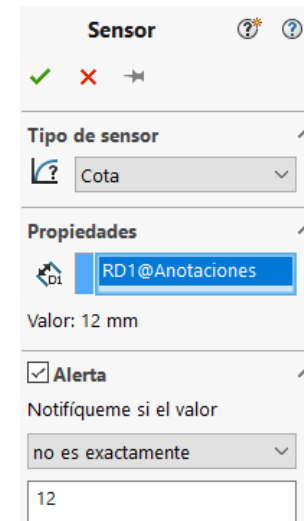 Sensor
Tipo de sensor
Cota
Propiedades
D1
RD1@Anotaciones
Valor: 12 mm
Alerta
Notifíqueme si el valor
no es exactamente
12